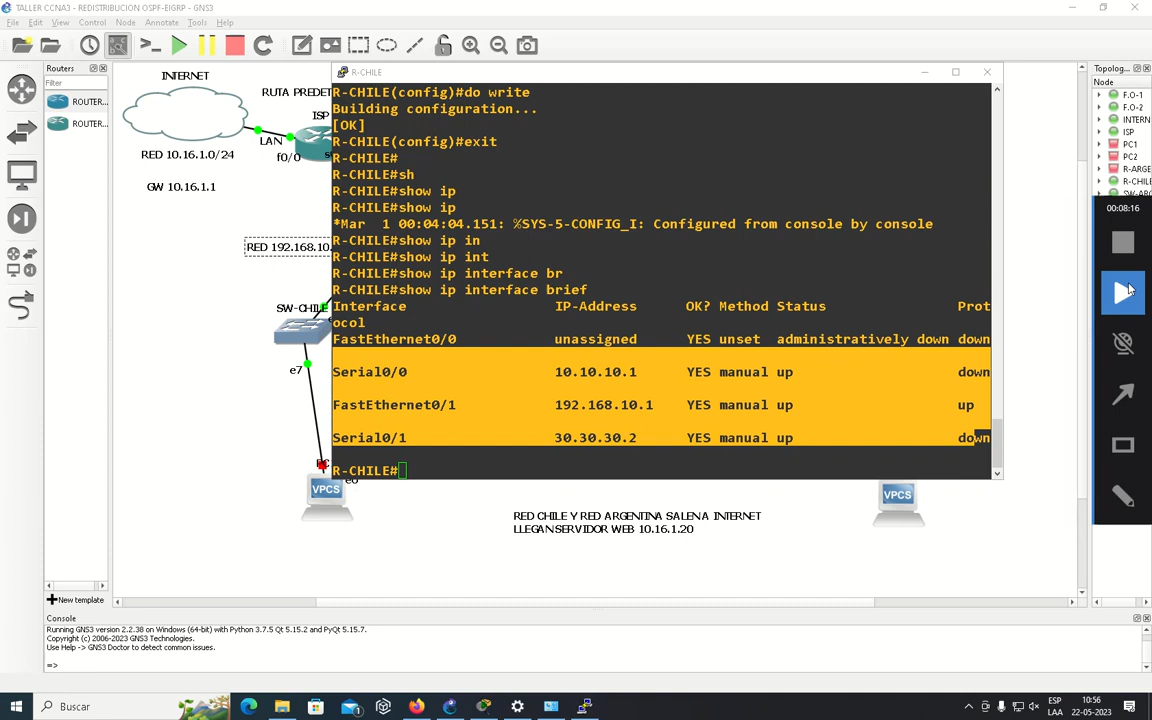 TALLER CCNA3 - REDISTRIBUTION OSPF-EIGRP - GNS3
File Edit View Control Node Annotate Tools Help
Routers
Filter
ROUTER...
ROUTER...
New template
INTERNET
RUTA PREDET
ISP
LAN
f0/0
RED 10.16.1.0/24
GW 10.16.1.1
RED 192.168.10.
SW-CHILE
e7
PC
e0
VPCS
VPCS
RED CHILE Y RED ARGENTINA SALEN A INTERNET
LLEGAN SERVIDOR WEB 10.16.1.20
R-CHILE
R-CHILE(config)#do write
Building configuration...
[OK]
R-CHILE(config)#exit
R-CHILE#
R-CHILE#sh
R-CHILE#show ip
R-CHILE#show ip
*Mar  1 00:04:04.151: %SYS-5-CONFIG_I: Configured from console by console
R-CHILE#show ip in
R-CHILE#show ip int
R-CHILE#show ip interface br
R-CHILE#show ip interface brief
Interface IP-Address OK? Method Status Prot
ocol
FastEthernet0/0 unassigned YES unset administratively down down
Serial0/0 10.10.10.1 YES manual up down
FastEthernet0/1 192.168.10.1 YES manual up up
Serial0/1 30.30.30.2 YES manual up down
R-CHILE#
Topolog...
Node
F.O-1
F.O-2
INTERN
ISP
PC1
PC2
R-ARGE
R-CHIL
SW-ARG
00:08:16
Console
Running GNS3 version 2.2.38 on Windows (64-bit) with Python 3.7.5 Qt 5.15.2 and PyQt 5.15.7.
Copyright (c) 2006-2023 GNS3 Technologies.
Use Help -> GNS3 Doctor to detect common issues.
=>
Buscar
ESP
LAA
10:56
22-05-2023